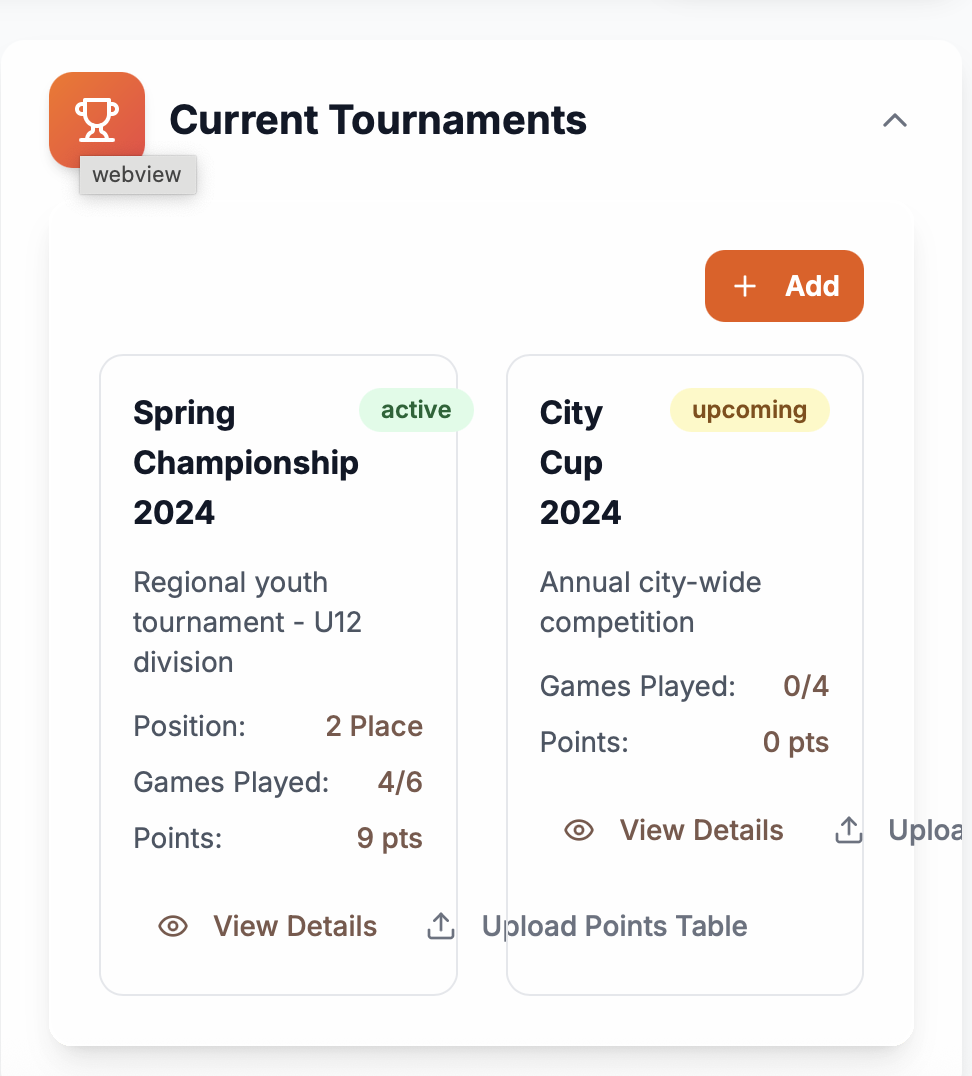 Current Tournaments
webview
Add
Spring
Championship
2024
active
Regional youth
tournament - U12
division
Position: 2 Place
Games Played: 4/6
Points: 9 pts
View Details Upload Points Table
City
Cup
2024
upcoming
Annual city-wide
competition
Games Played: 0/4
Points: 0 pts
View Details Uploa